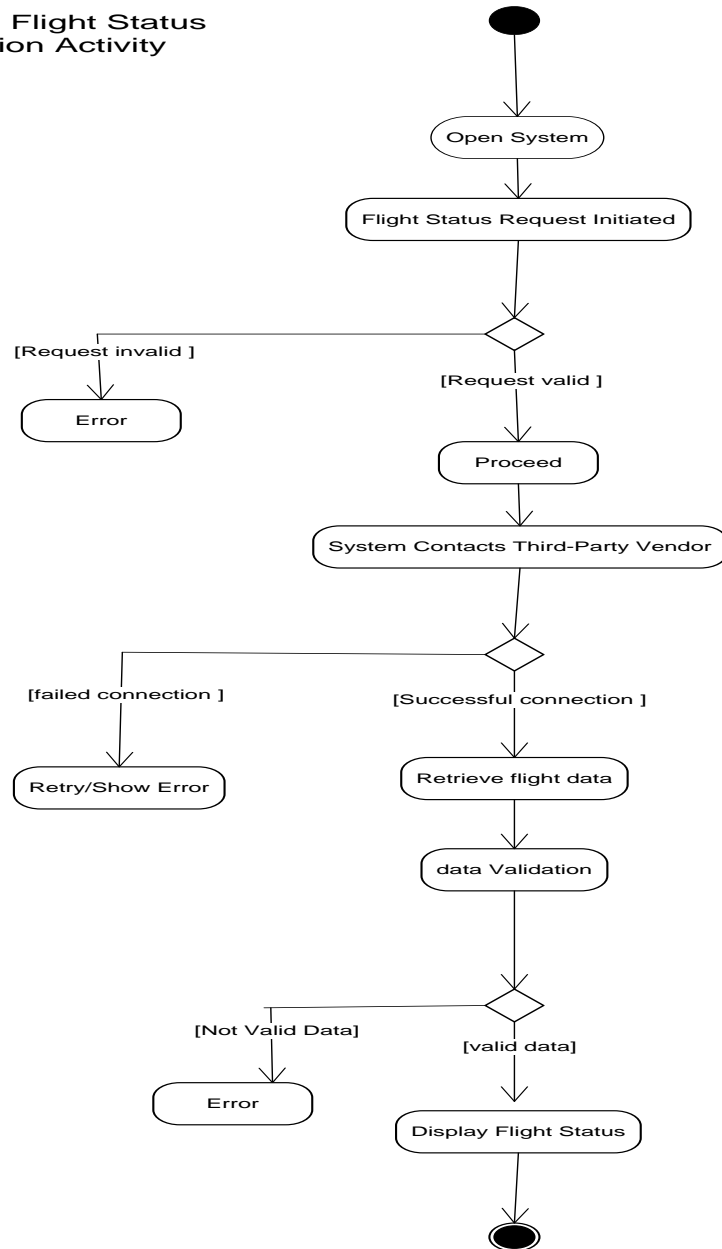 Flight Status
ion Activity
Open System
Flight Status Request Initiated
[Request invalid ]
[Request valid ]
Error
Proceed
System Contacts Third-Party Vendor
[failed connection ]
[Successful connection ]
Retry/Show Error
Retrieve flight data
data Validation
[Not Valid Data]
[valid data]
Error
Display Flight Status